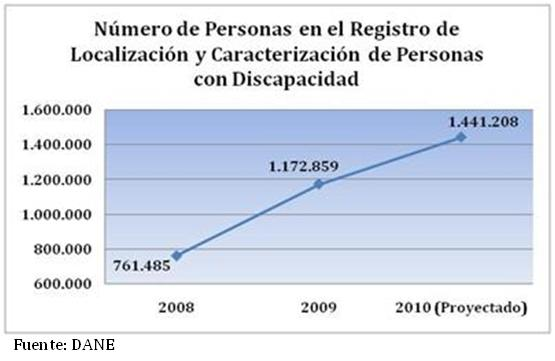 Número de Personas en el Registro de
Localización y Caracterización de Personas
con Discapacidad
1.600.000
1.400.000
1.200.000
1.000.000
800.000
600.000
761.485
1.172.859
1.441.208
2008 2009 2010 (Proyectado)
Fuente: DANE